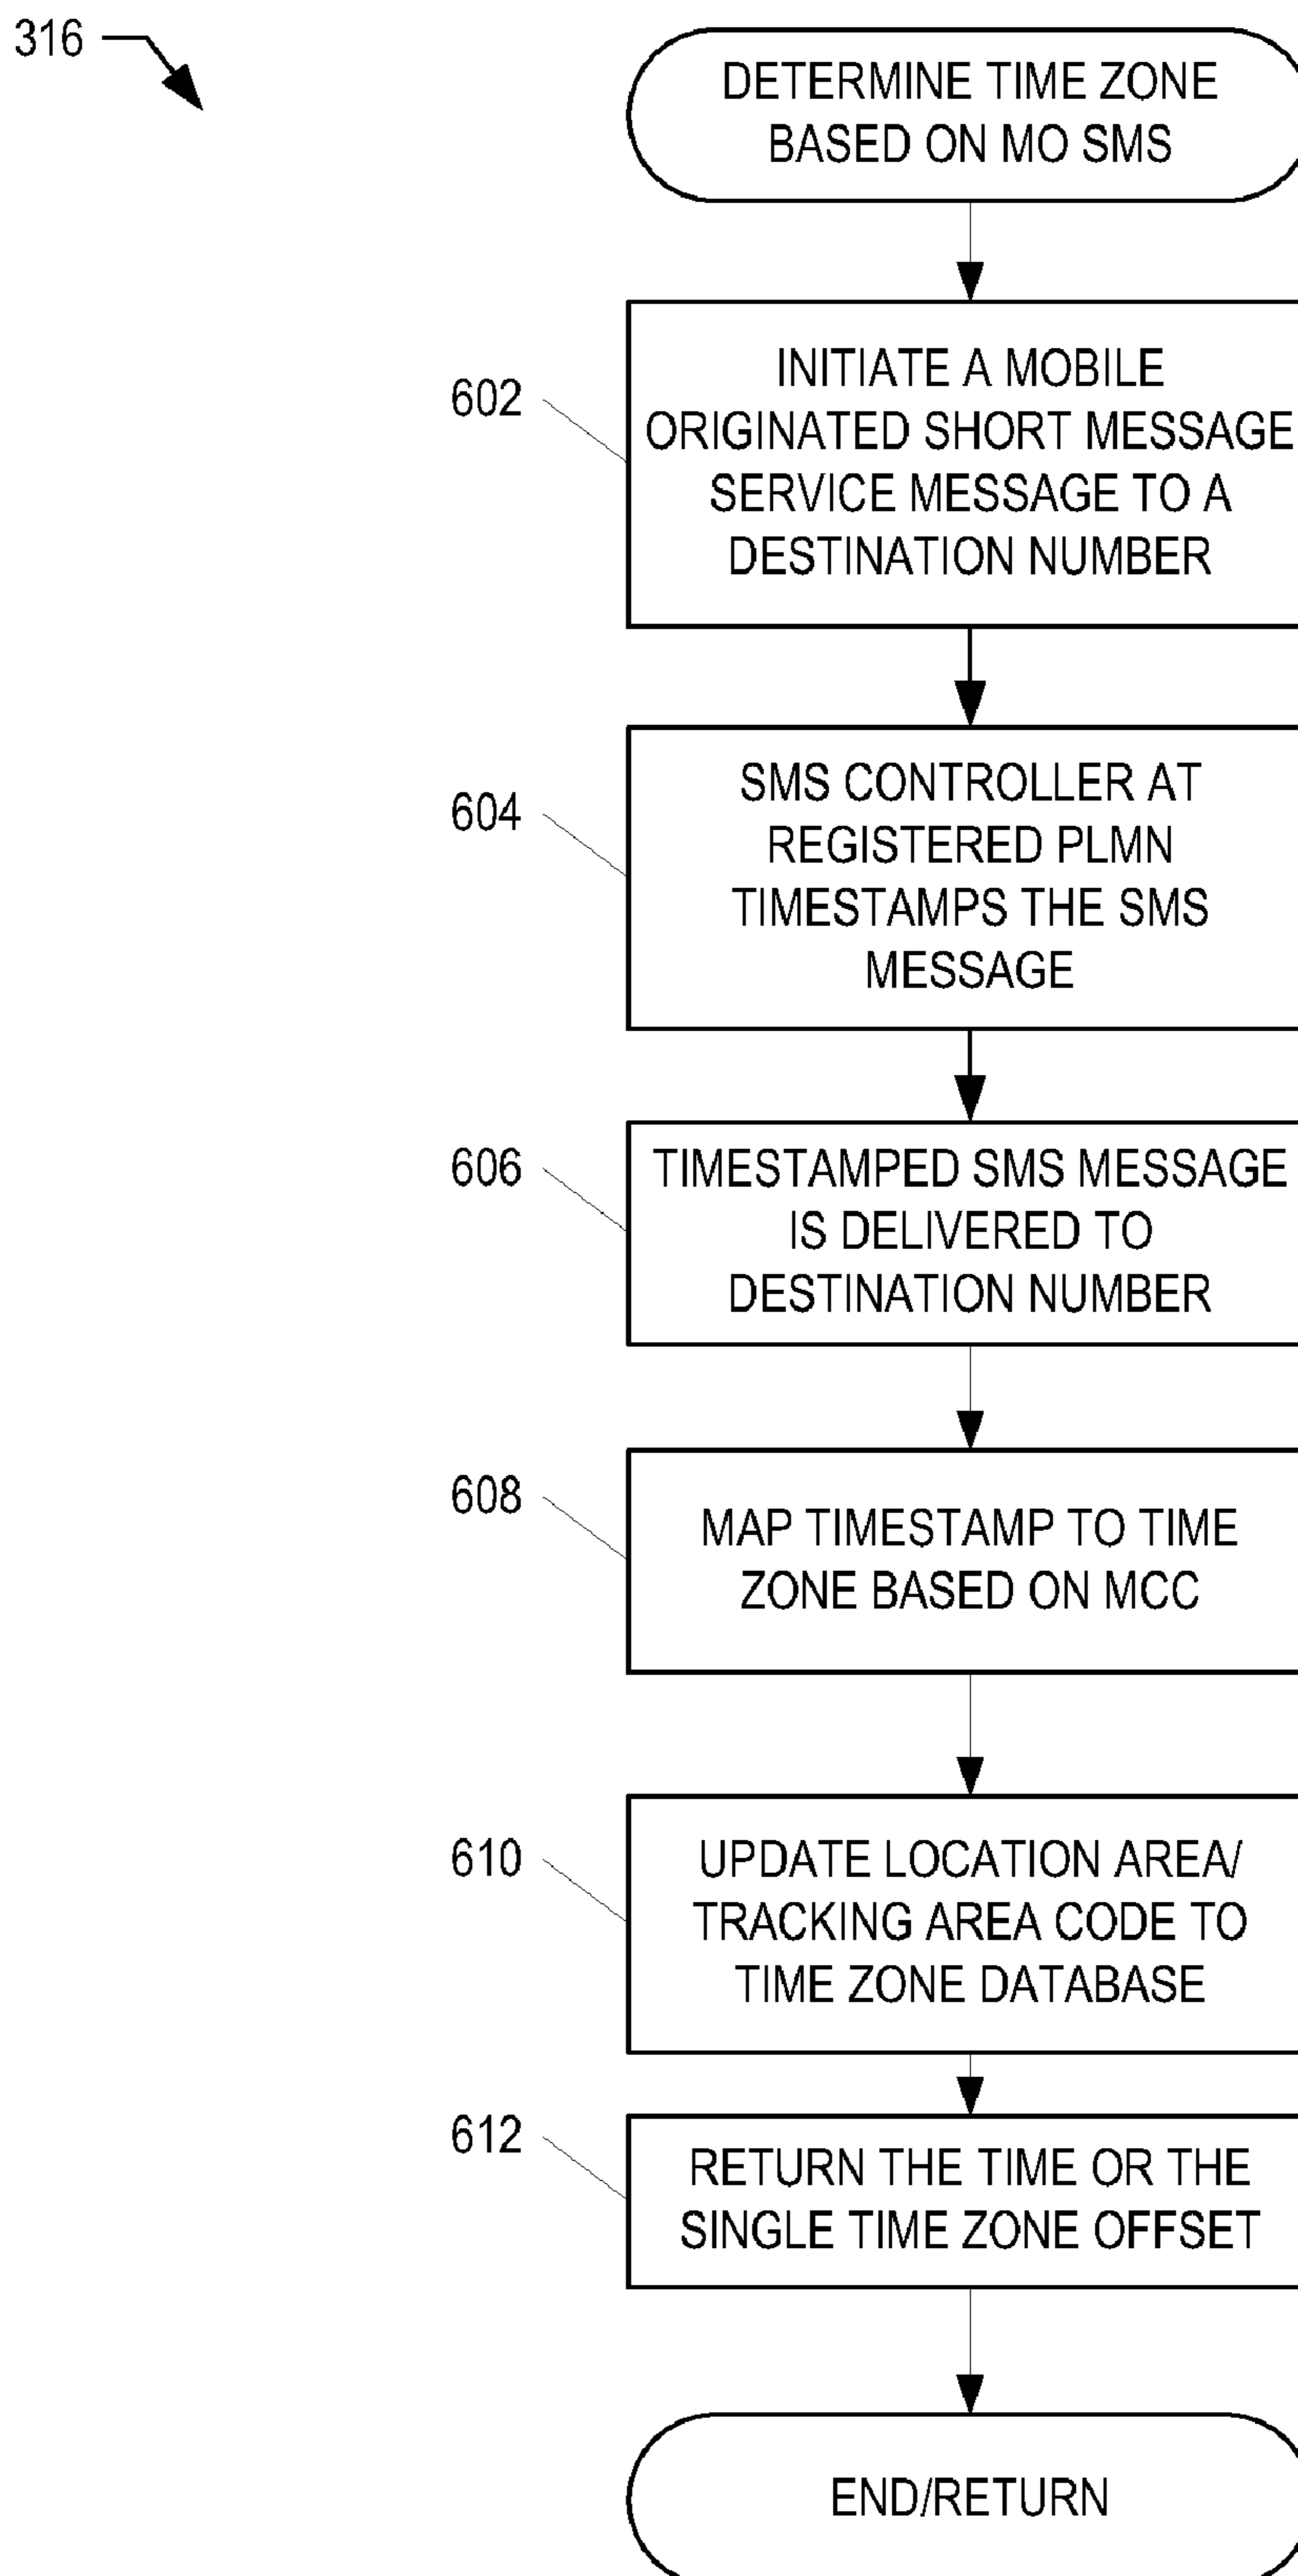 316
DETERMINE TIME ZONE
BASED ON MO SMS
602
INITIATE A MOBILE
ORIGINATED SHORT MESSAGE
SERVICE MESSAGE TO A
DESTINATION NUMBER
604
SMS CONTROLLER AT
REGISTERED PLMN
TIMESTAMPS THE SMS
MESSAGE
606
TIMESTAMPED SMS MESSAGE
IS DELIVERED TO
DESTINATION NUMBER
608
MAP TIMESTAMP TO TIME
ZONE BASED ON MCC
610
UPDATE LOCATION AREA/
TRACKING AREA CODE TO
TIME ZONE DATABASE
612
RETURN THE TIME OR THE
SINGLE TIME ZONE OFFSET
END/RETURN